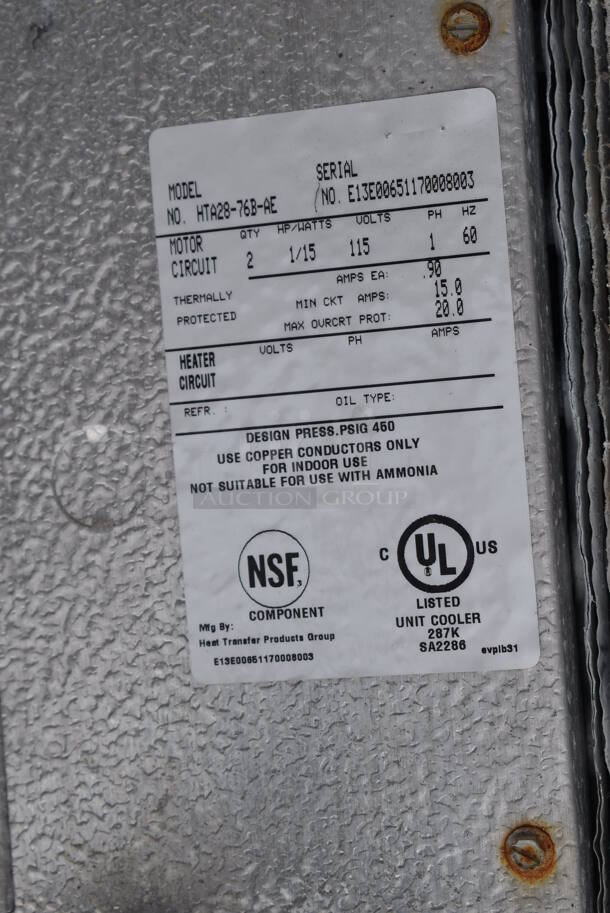 MODEL NO. HTA28-76B-AE
SERIAL NO. E13E00651170008003
QTY HP/WATTS VOLTS PH HZ
MOTOR CIRCUIT 2 1/15 115 1 60
AMPS EA: .90
THERMALLY PROTECTED
MIN CKT AMPS: 15.0
MAX OVRCRT PROT: 20.0
VOLTS PH AMPS
HEATER CIRCUIT
REFR. : OIL TYPE:
DESIGN PRESS.PSIG 450
USE COPPER CONDUCTORS ONLY
FOR INDOOR USE
NOT SUITABLE FOR USE WITH AMMONIA
AUCTION GROUP
NSF®
COMPONENT
C UL US
LISTED
UNIT COOLER
287K
SA2286
Mfg By:
Heat Transfer Products Group
E13E00651170008003
evplb31